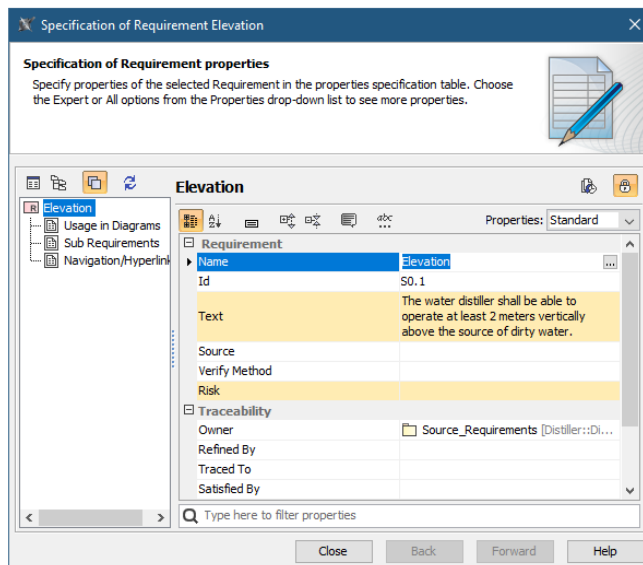 Specification of Requirement Elevation
Specification of Requirement properties
Specify properties of the selected Requirement in the properties specification table. Choose
the Expert or All options from the Properties drop-down list to see more properties.
Elevation
R Elevation
Usage in Diagrams
Sub Requirements
Navigation/Hyperlink
Properties: Standard
Requirement
Name Elevation ...
Id S0.1
Text The water distiller shall be able to
operate at least 2 meters vertically
above the source of dirty water.
Source
Verify Method
Risk
Traceability
Owner Source_Requirements [Distiller::Di...
Refined By
Traced To
Satisfied By
Type here to filter properties
Close Back Forward Help